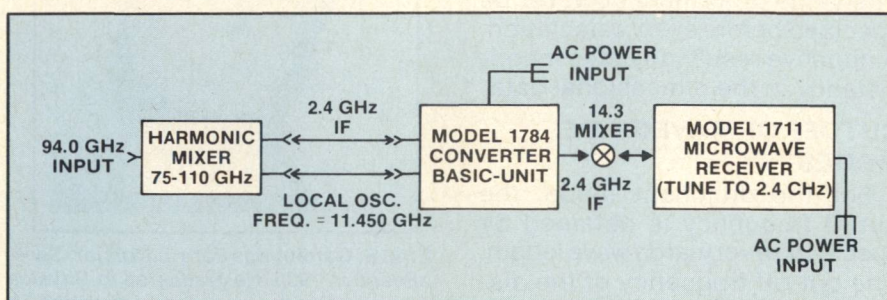 AC POWER
INPUT
94.0 GHz
INPUT
HARMONIC
MIXER
75-110 GHz
2.4 GHz
IF
LOCAL OSC.
FREQ. = 11.450 GHz
MODEL 1784
CONVERTER
BASIC-UNIT
14.3
MIXER
2.4 GHz
IF
MODEL 1711
MICROWAVE
RECEIVER
(TUNE TO 2.4 CHz)
AC POWER
INPUT